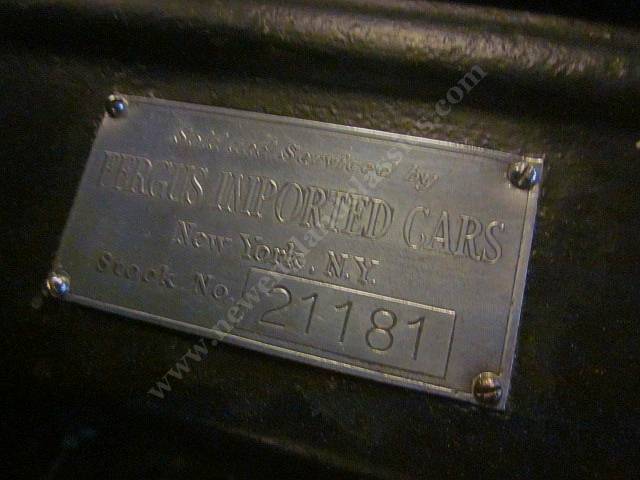 Sold and Serviced by
FERGUS IMPORTED CARS
New York, N.Y.
Stock No. 21181